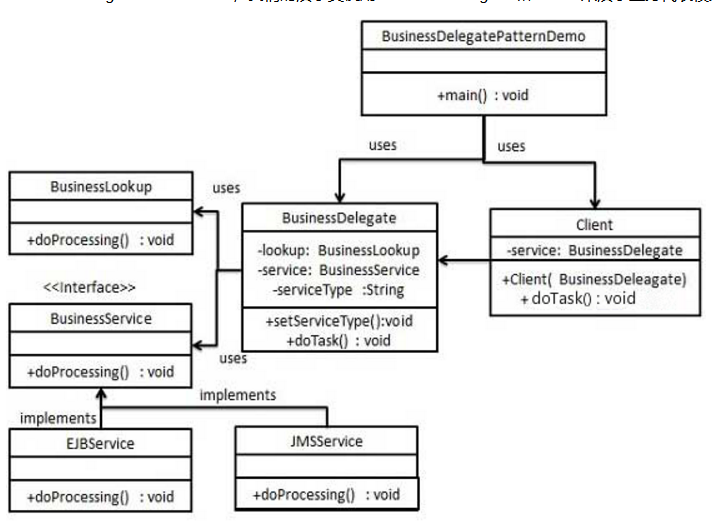 BusinessDelegatePatternDemo
+main() : void
uses
uses
BusinessLookup
+doProcessing() : void
uses
BusinessDelegate
-lookup: BusinessLookup
-service: BusinessService
-serviceType :String
+setServiceType():void
+doTask() : void
Client
-service: BusinessDelegate
+Client( BusinessDeleagate)
+doTask() : void
<<Interface>>
BusinessService
+doProcessing() : void
uses
implements
implements
EJBService
+doProcessing() : void
JMSService
+doProcessing() : void